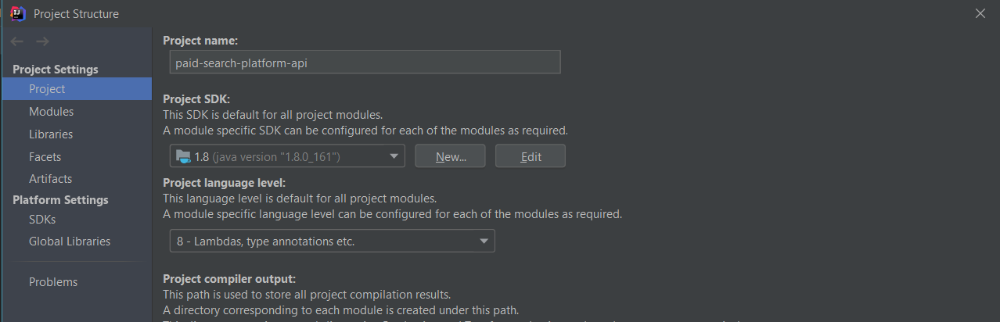 Project Structure
Project name:
paid-search-platform-api
Project Settings
Project
Modules
Libraries
Facets
Artifacts
Platform Settings
SDKs
Global Libraries
Problems
Project SDK:
This SDK is default for all project modules.
A module specific SDK can be configured for each of the modules as required.
1.8 (java version "1.8.0_161")
New...
Edit
Project language level:
This language level is default for all project modules.
A module specific language level can be configured for each of the modules as required.
8 - Lambdas, type annotations etc.
Project compiler output:
This path is used to store all project compilation results.
A directory corresponding to each module is created under this path.